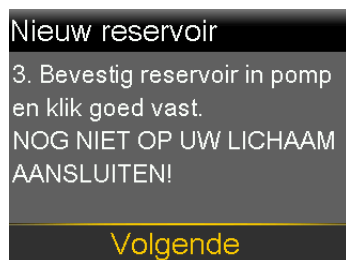 Nieuw reservoir
3. Bevestig reservoir in pomp
en klik goed vast.
NOG NIET OP UW LICHAAM
AANSLUITEN!
Volgende